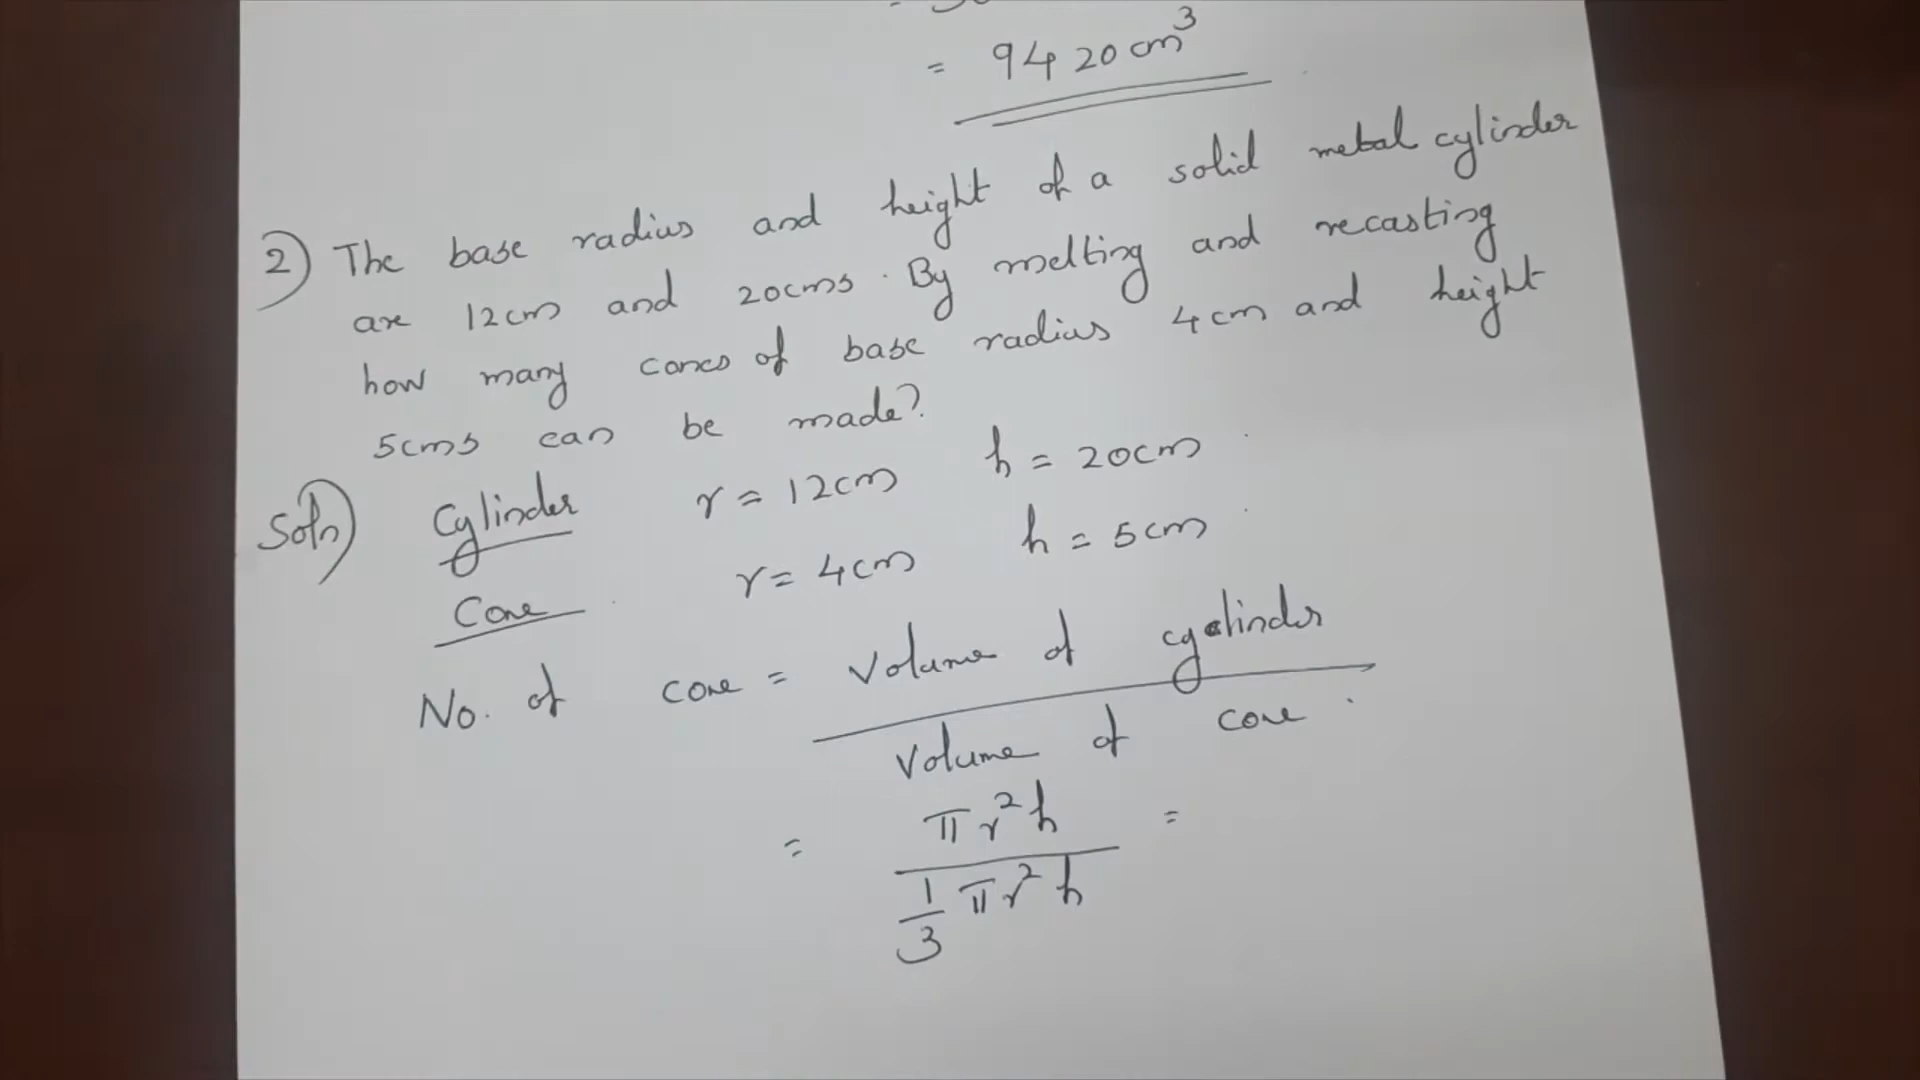 = 9420 cm³
2) The base radius and height of a solid metal cylinder
are 12cm and 20cms. By melting and recasting
how many cones of base radius 4cm and height
5cms can be made?
Soln) Cylinder r = 12cm h = 20cm
Cone r = 4cm h = 5cm
No. of cone = Volume of cylinder
Volume of cone
= πr²h =
1/3 πr²h